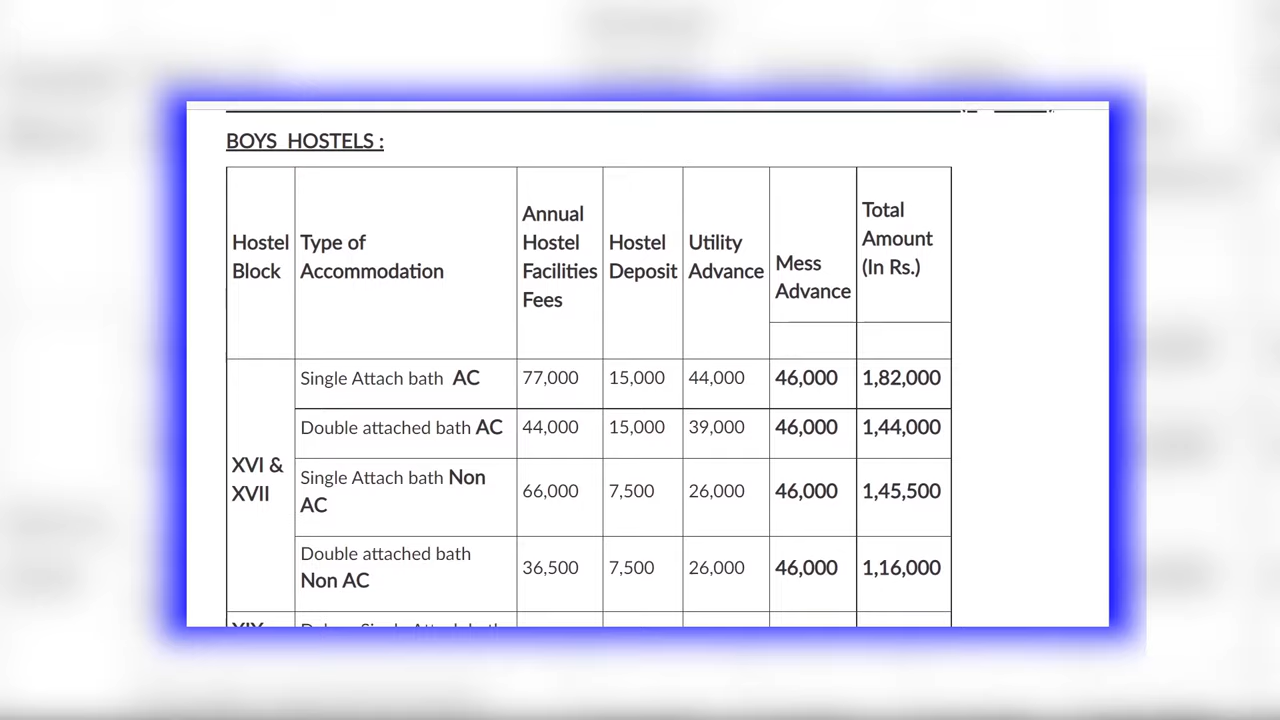 BOYS HOSTELS :
Hostel Block
Type of Accommodation
Annual Hostel Facilities Fees
Hostel Deposit
Utility Advance
Mess Advance
Total Amount (In Rs.)
XVI & XVII
Single Attach bath AC 77,000 15,000 44,000 46,000 1,82,000
Double attached bath AC 44,000 15,000 39,000 46,000 1,44,000
Single Attach bath Non AC 66,000 7,500 26,000 46,000 1,45,500
Double attached bath Non AC 36,500 7,500 26,000 46,000 1,16,000